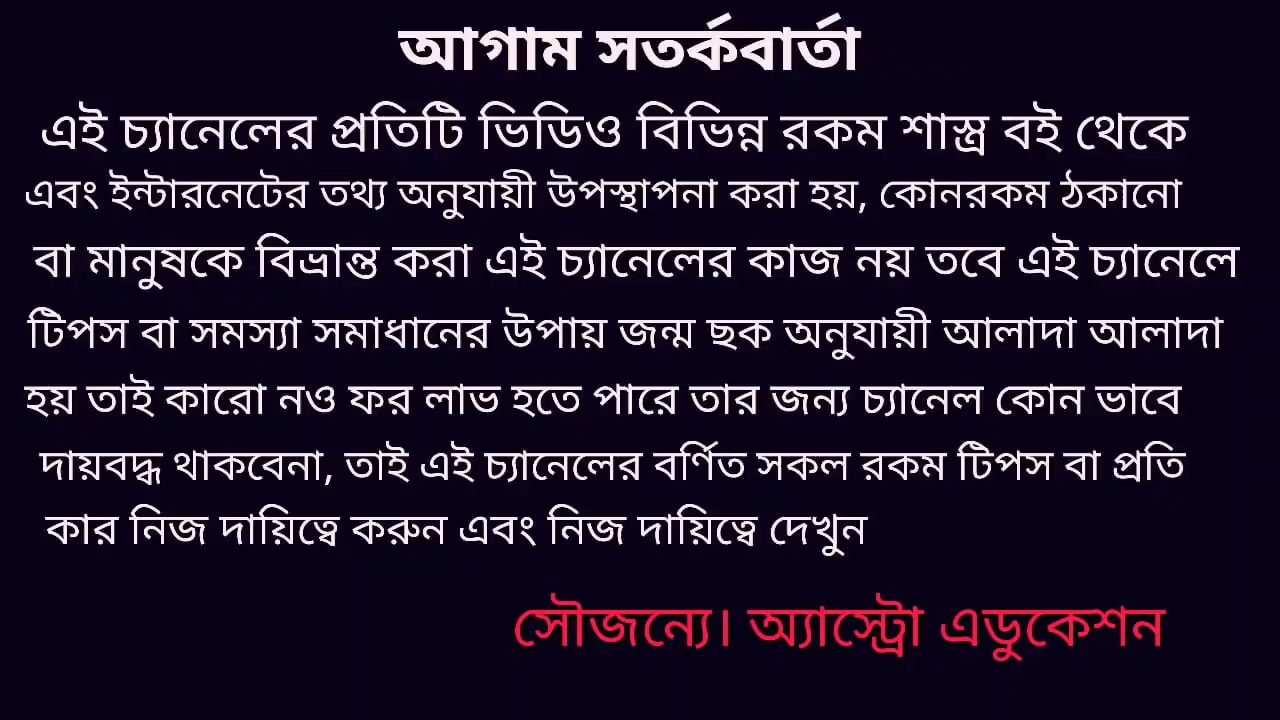 আগাম সতর্কবার্তা
এই চ্যানেলের প্রতিটি ভিডিও বিভিন্ন রকম শাস্ত্র বই থেকে
এবং ইন্টারনেটের তথ্য অনুযায়ী উপস্থাপনা করা হয়, কোনরকম ঠকানো
বা মানুষকে বিভ্রান্ত করা এই চ্যানেলের কাজ নয় তবে এই চ্যানেলে
টিপস বা সমস্যা সমাধানের উপায় জন্ম ছক অনুযায়ী আলাদা আলাদা
হয় তাই কারো নও ফর লাভ হতে পারে তার জন্য চ্যানেল কোন ভাবে
দায়বদ্ধ থাকবেনা, তাই এই চ্যানেলের বর্ণিত সকল রকম টিপস বা প্রতি
কার নিজ দায়িত্বে করুন এবং নিজ দায়িত্বে দেখুন
সৌজন্যে। অ্যাস্ট্রো এডুকেশন